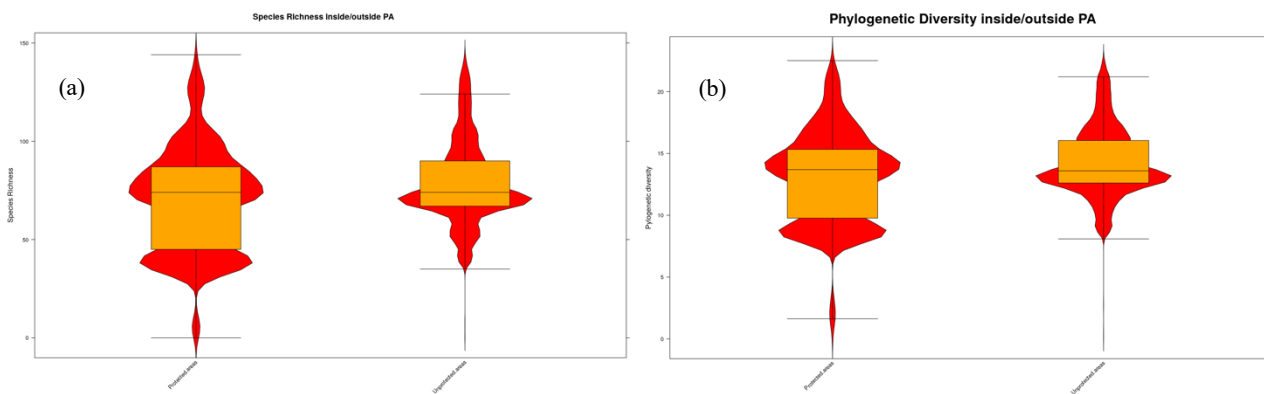 Species Richness Inside/outside PA
(a)
150
100
50
0
Species Richness
Protected.areas
Unprotected.areas
Phylogenetic Diversity inside/outside PA
(b)
20
15
10
5
0
Pylogenetic diversity
Protected.areas
Unprotected.areas